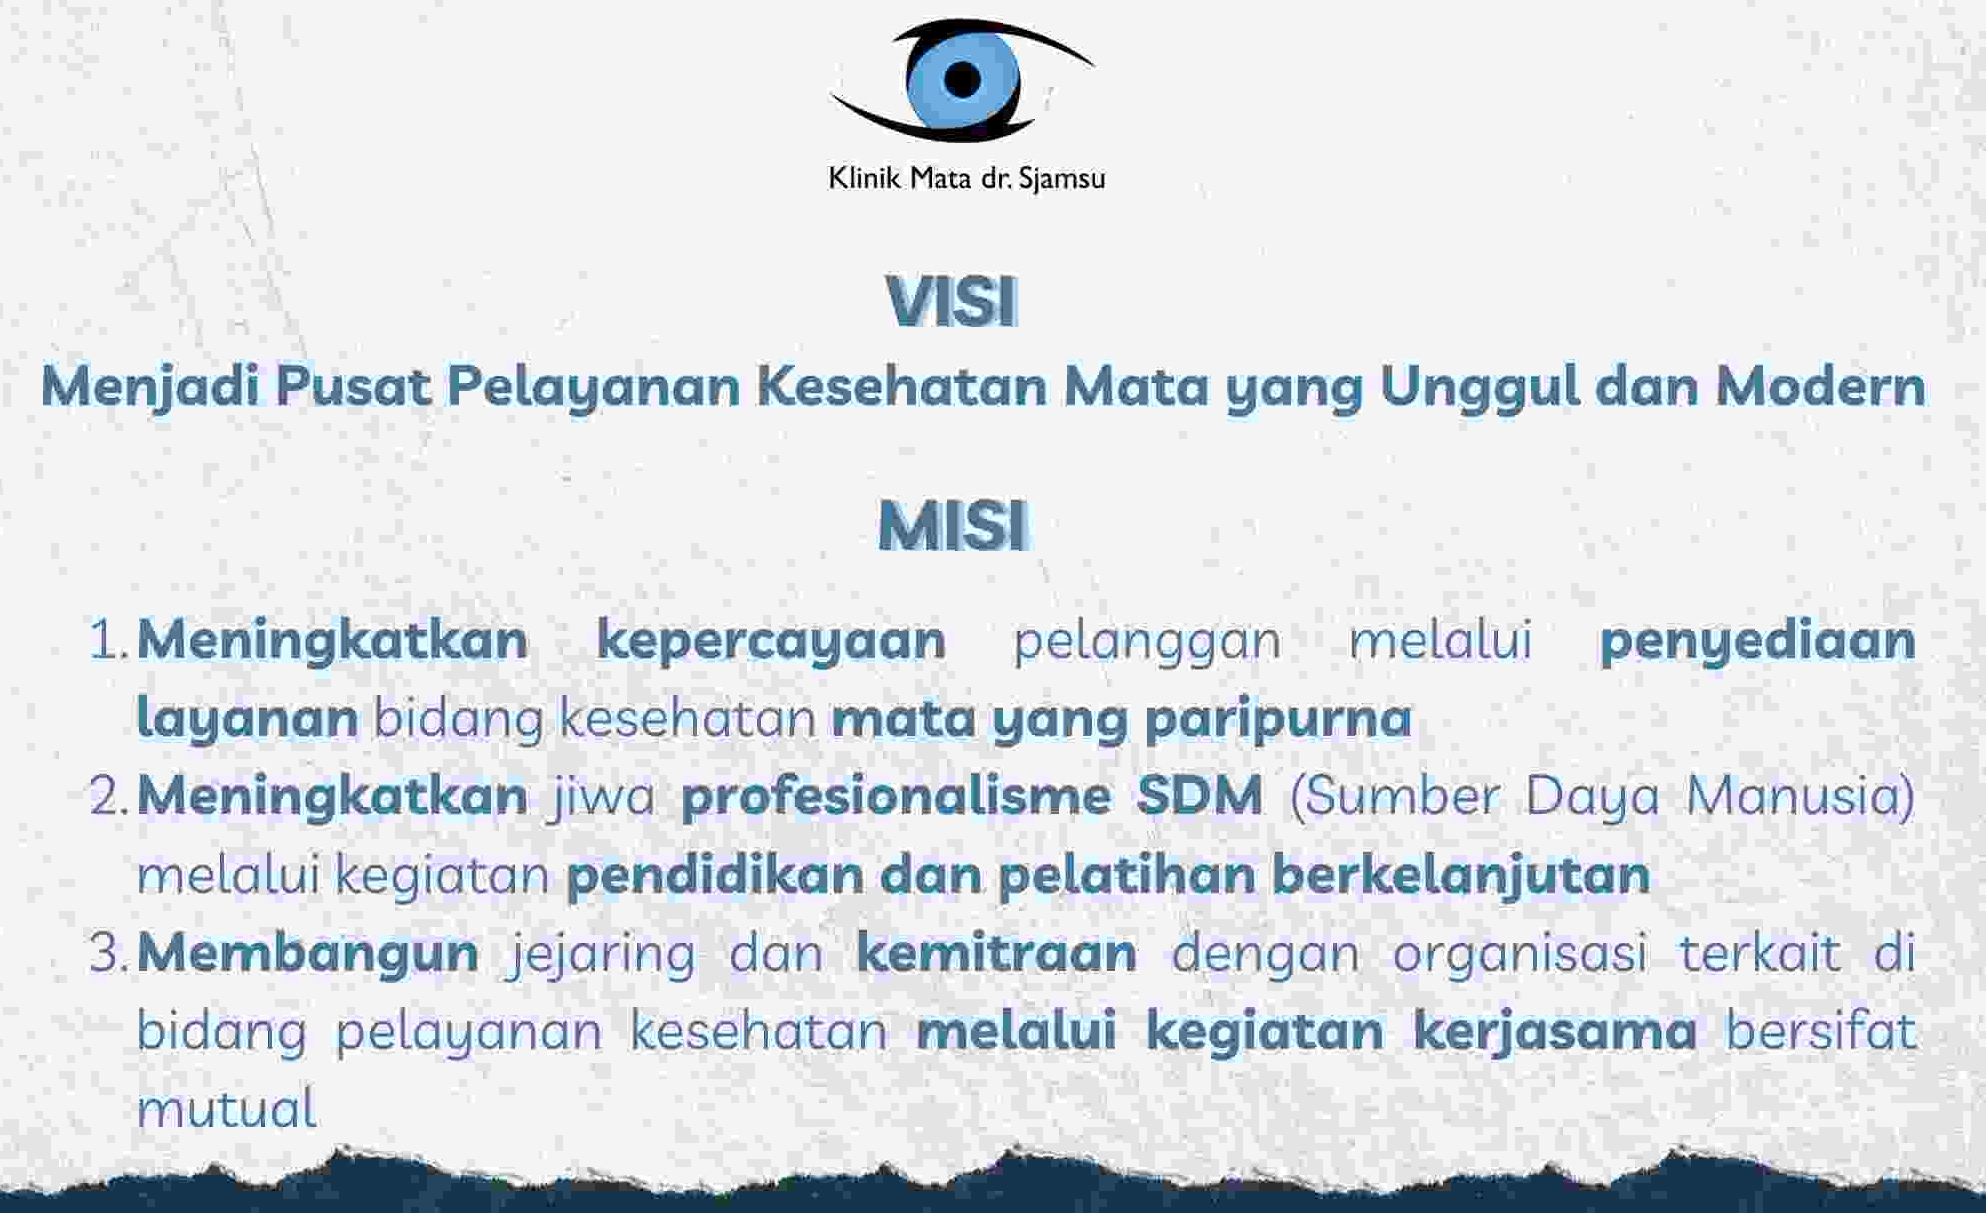 Klinik Mata dr. Sjamsu
VISI
Menjadi Pusat Pelayanan Kesehatan Mata yang Unggul dan Modern
MISI
1. Meningkatkan kepercayaan pelanggan melalui penyediaan
layanan bidang kesehatan mata yang paripurna
2. Meningkatkan jiwa profesionalisme SDM (Sumber Daya Manusia)
melalui kegiatan pendidikan dan pelatihan berkelanjutan
3. Membangun jejaring dan kemitraan dengan organisasi terkait di
bidang pelayanan kesehatan melalui kegiatan kerjasama bersifat
mutual